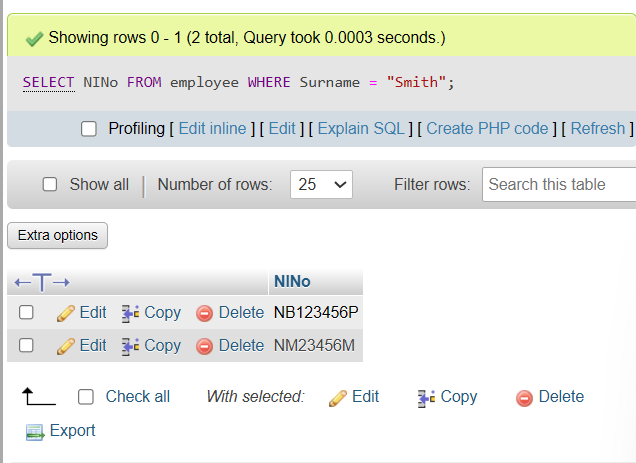 Showing rows 0 - 1 (2 total, Query took 0.0003 seconds.)
SELECT NINo FROM employee WHERE Surname = "Smith";
Profiling [ Edit inline ] [ Edit ] [ Explain SQL ] [ Create PHP code ] [ Refresh ]
Show all Number of rows: 25 Filter rows: Search this table
Extra options
NINo
Edit Copy Delete NB123456P
Edit Copy Delete NM23456M
Check all With selected: Edit Copy Delete
Export